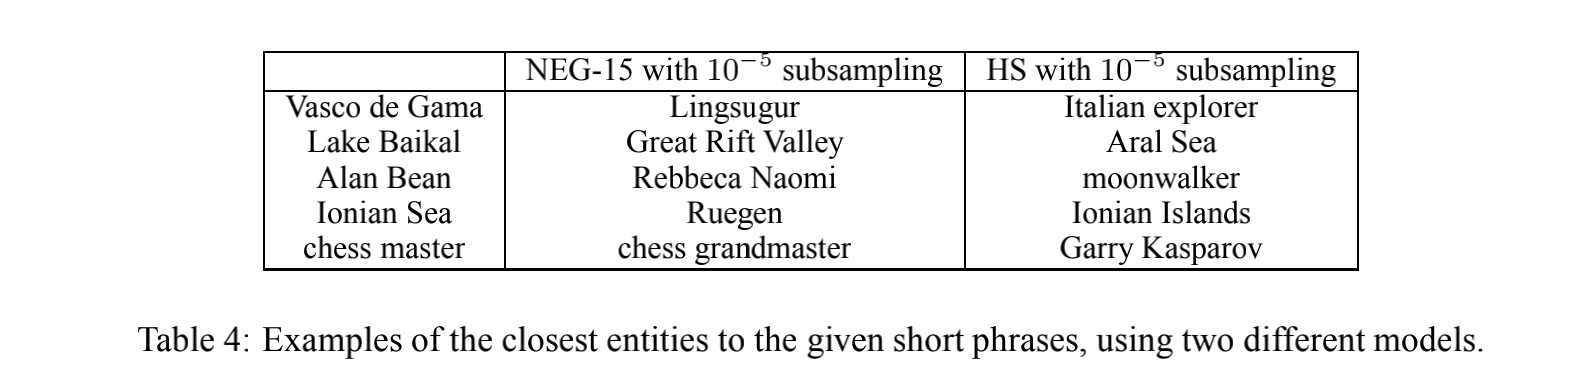 NEG-15 with 10⁻⁵ subsampling HS with 10⁻⁵ subsampling
Vasco de Gama Lingsugur Italian explorer
Lake Baikal Great Rift Valley Aral Sea
Alan Bean Rebbeca Naomi moonwalker
Ionian Sea Ruegen Ionian Islands
chess master chess grandmaster Garry Kasparov
Table 4: Examples of the closest entities to the given short phrases, using two different models.